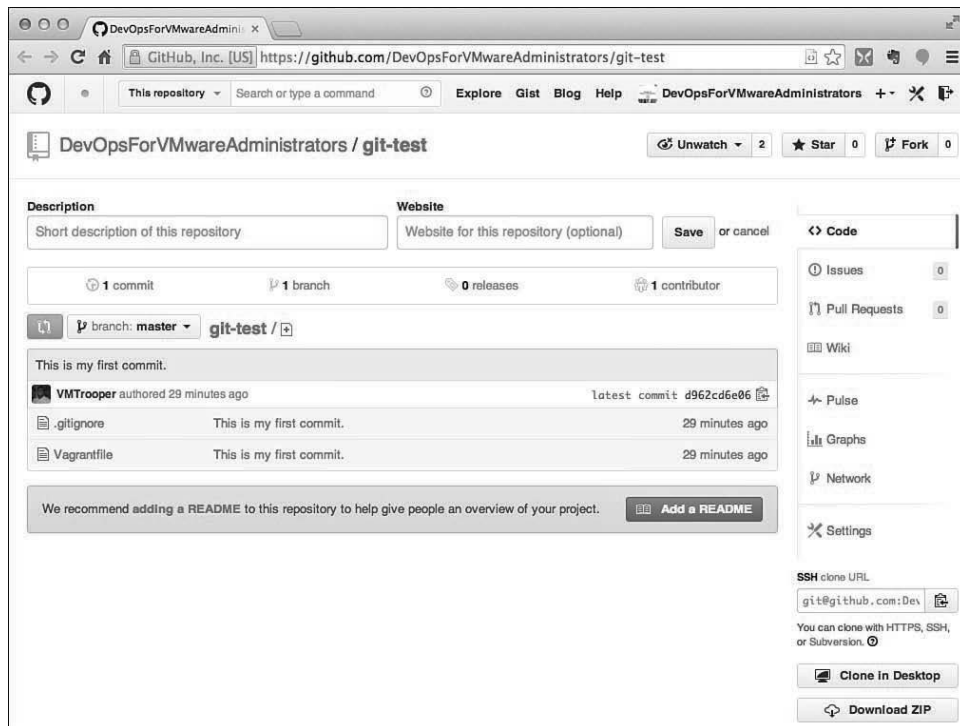 DevOpsForVMwareAdminis ×
GitHub, Inc. [US] https://github.com/DevOpsForVMwareAdministrators/git-test
This repository Search or type a command Explore Gist Blog Help DevOpsForVMwareAdministrators
DevOpsForVMwareAdministrators / git-test
Unwatch 2 Star 0 Fork 0
Description Website
Short description of this repository Website for this repository (optional) Save or cancel
1 commit 1 branch 0 releases 1 contributor
branch: master git-test /
This is my first commit.
VMTrooper authored 29 minutes ago latest commit d962cd6e06
.gitignore This is my first commit. 29 minutes ago
Vagrantfile This is my first commit. 29 minutes ago
We recommend adding a README to this repository to help give people an overview of your project. Add a README
Code
Issues 0
Pull Requests 0
Wiki
Pulse
Graphs
Network
Settings
SSH clone URL
git@github.com:Dev
You can clone with HTTPS, SSH,
or Subversion.
Clone in Desktop
Download ZIP